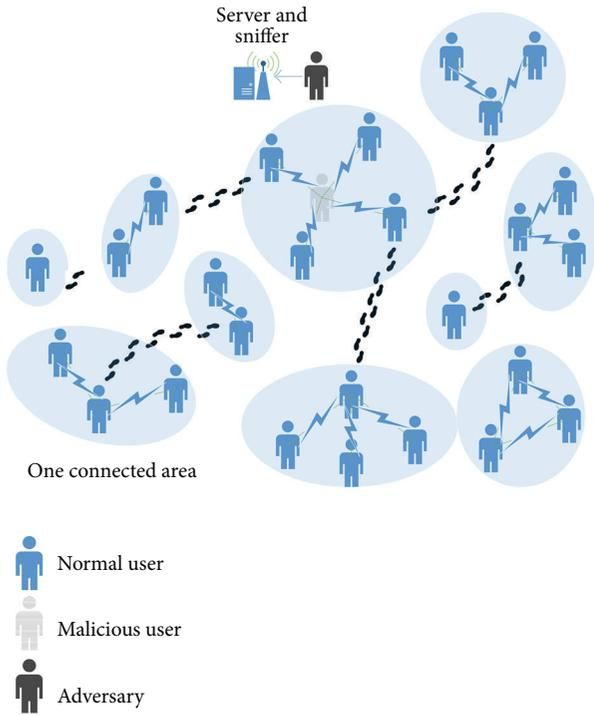 Server and
sniffer
One connected area
Normal user
Malicious user
Adversary